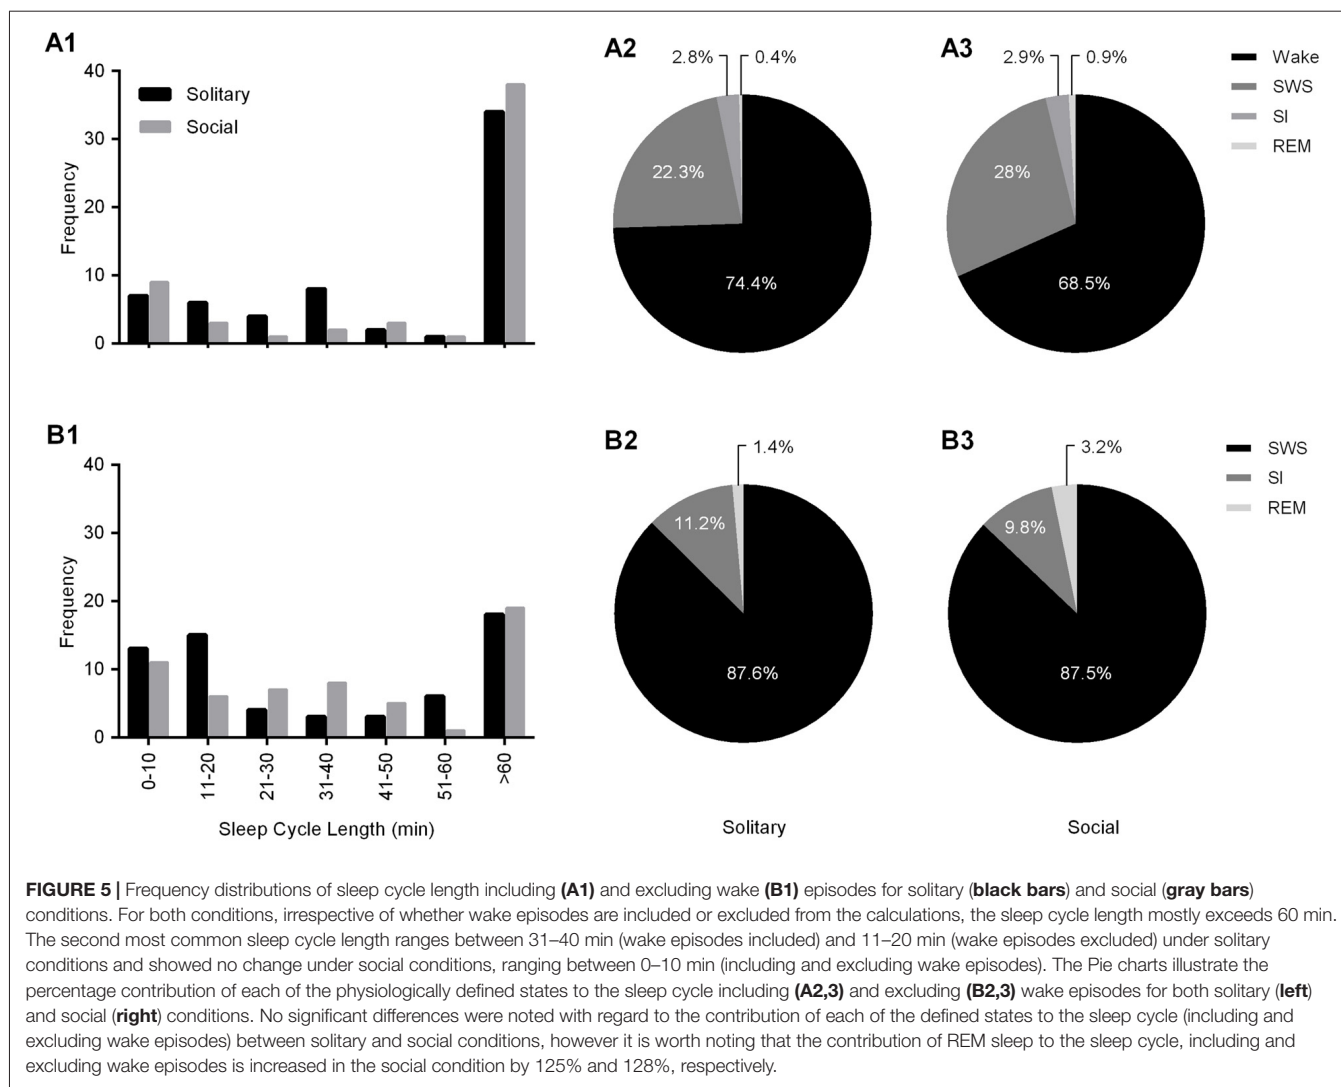 A1
40
30
20
10
0
Frequency
Solitary
Social
A2
2.8%
0.4%
22.3%
74.4%
A3
2.9%
0.9%
28%
68.5%
Wake
SWS
SI
REM
B1
40
30
20
10
0
Frequency
0-10
11-20
21-30
31-40
41-50
51-60
>60
Sleep Cycle Length (min)
B2
1.4%
11.2%
87.6%
Solitary
B3
3.2%
9.8%
87.5%
Social
SWS
SI
REM
FIGURE 5 | Frequency distributions of sleep cycle length including (A1) and excluding wake (B1) episodes for solitary (black bars) and social (gray bars)
conditions. For both conditions, irrespective of whether wake episodes are included or excluded from the calculations, the sleep cycle length mostly exceeds 60 min.
The second most common sleep cycle length ranges between 31–40 min (wake episodes included) and 11–20 min (wake episodes excluded) under solitary
conditions and showed no change under social conditions, ranging between 0–10 min (including and excluding wake episodes). The Pie charts illustrate the
percentage contribution of each of the physiologically defined states to the sleep cycle including (A2,3) and excluding (B2,3) wake episodes for both solitary (left)
and social (right) conditions. No significant differences were noted with regard to the contribution of each of the defined states to the sleep cycle (including and
excluding wake episodes) between solitary and social conditions, however it is worth noting that the contribution of REM sleep to the sleep cycle, including and
excluding wake episodes is increased in the social condition by 125% and 128%, respectively.